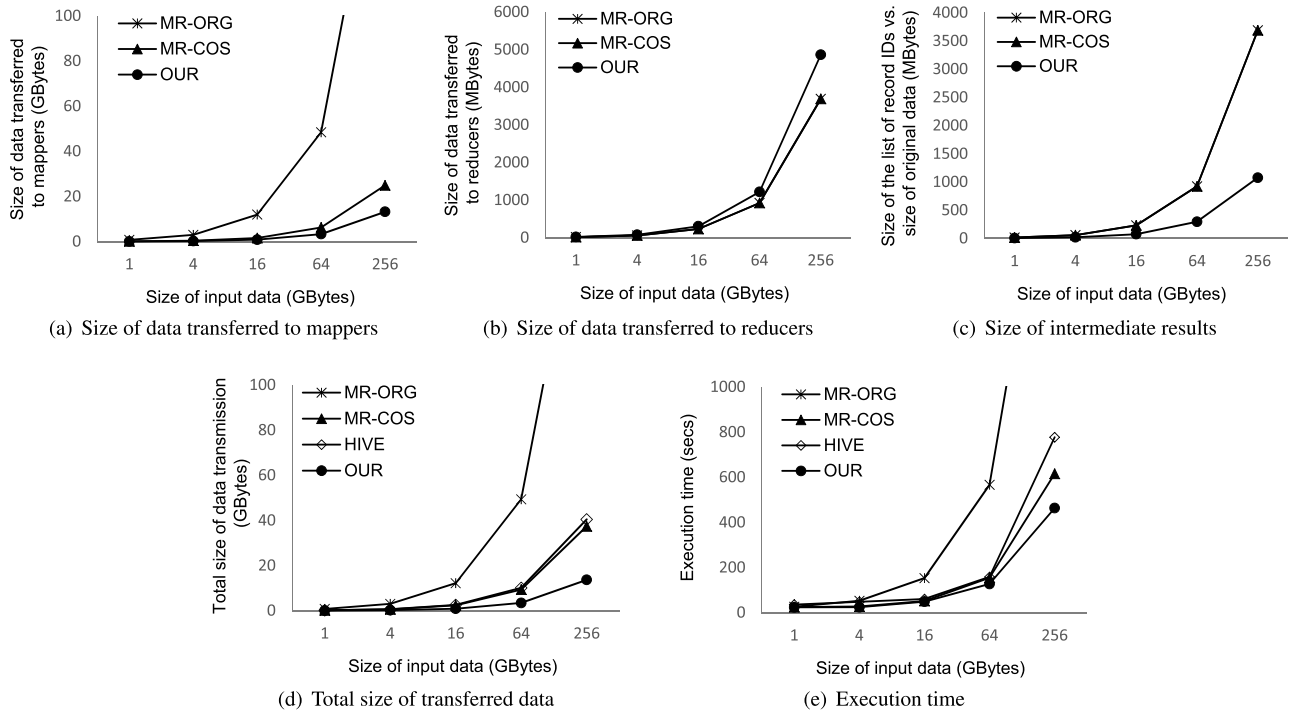 Size of data transferred
to mappers (GBytes)
100
80
60
40
20
0
MR-ORG
MR-COS
OUR
1 4 16 64 256
Size of input data (GBytes)
(a) Size of data transferred to mappers
Size of data transferred
to reducers (MBytes)
6000
5000
4000
3000
2000
1000
0
MR-ORG
MR-COS
OUR
1 4 16 64 256
Size of input data (GBytes)
(b) Size of data transferred to reducers
Size of the list of record IDs vs.
size of original data (MBytes)
4000
3500
3000
2500
2000
1500
1000
500
0
MR-ORG
MR-COS
OUR
1 4 16 64 256
Size of input data (GBytes)
(c) Size of intermediate results
Total size of data transmission
(GBytes)
100
80
60
40
20
0
MR-ORG
MR-COS
HIVE
OUR
1 4 16 64 256
Size of input data (GBytes)
(d) Total size of transferred data
Execution time (secs)
1000
800
600
400
200
0
MR-ORG
MR-COS
HIVE
OUR
1 4 16 64 256
Size of input data (GBytes)
(e) Execution time